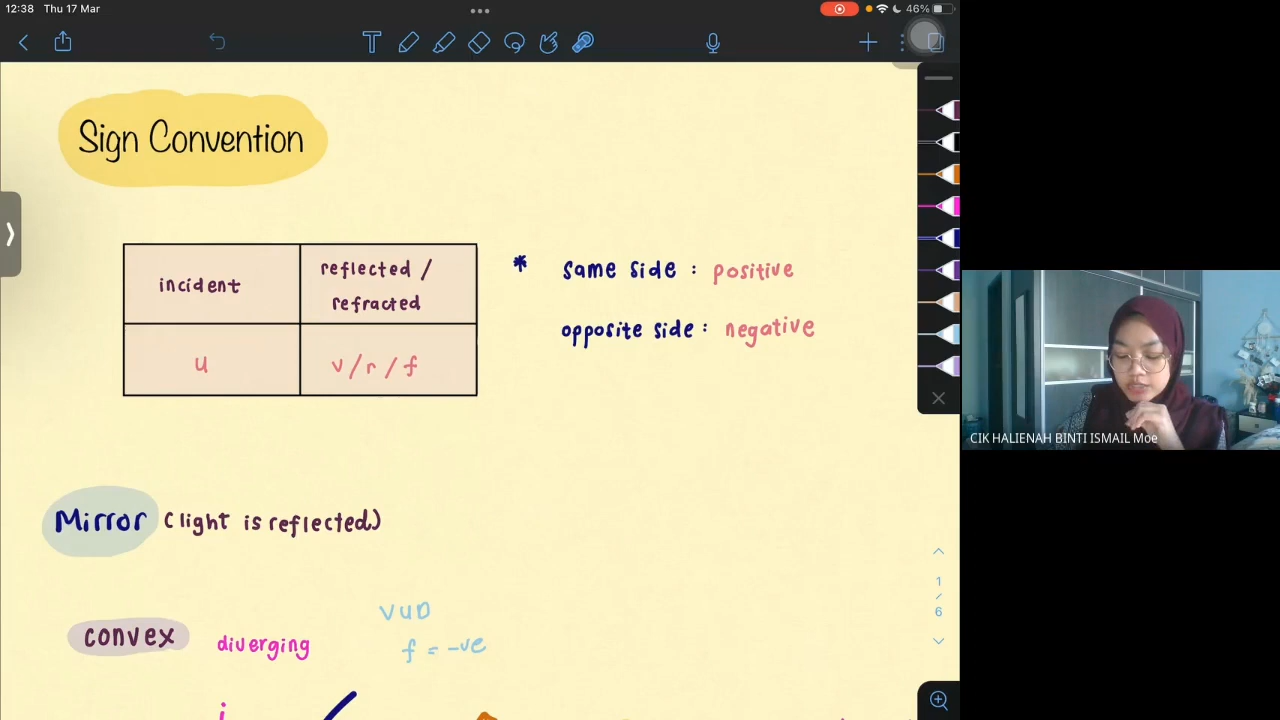 12:38 Thu 17 Mar
46%
Sign Convention
incident
reflected /
refracted
u
v / r / f
* same side : positive
opposite side : negative
Mirror (light is reflected)
1
/
6
VUD
convex diverging
f = -ve
i
CIK HALIENAH BINTI ISMAIL Moe